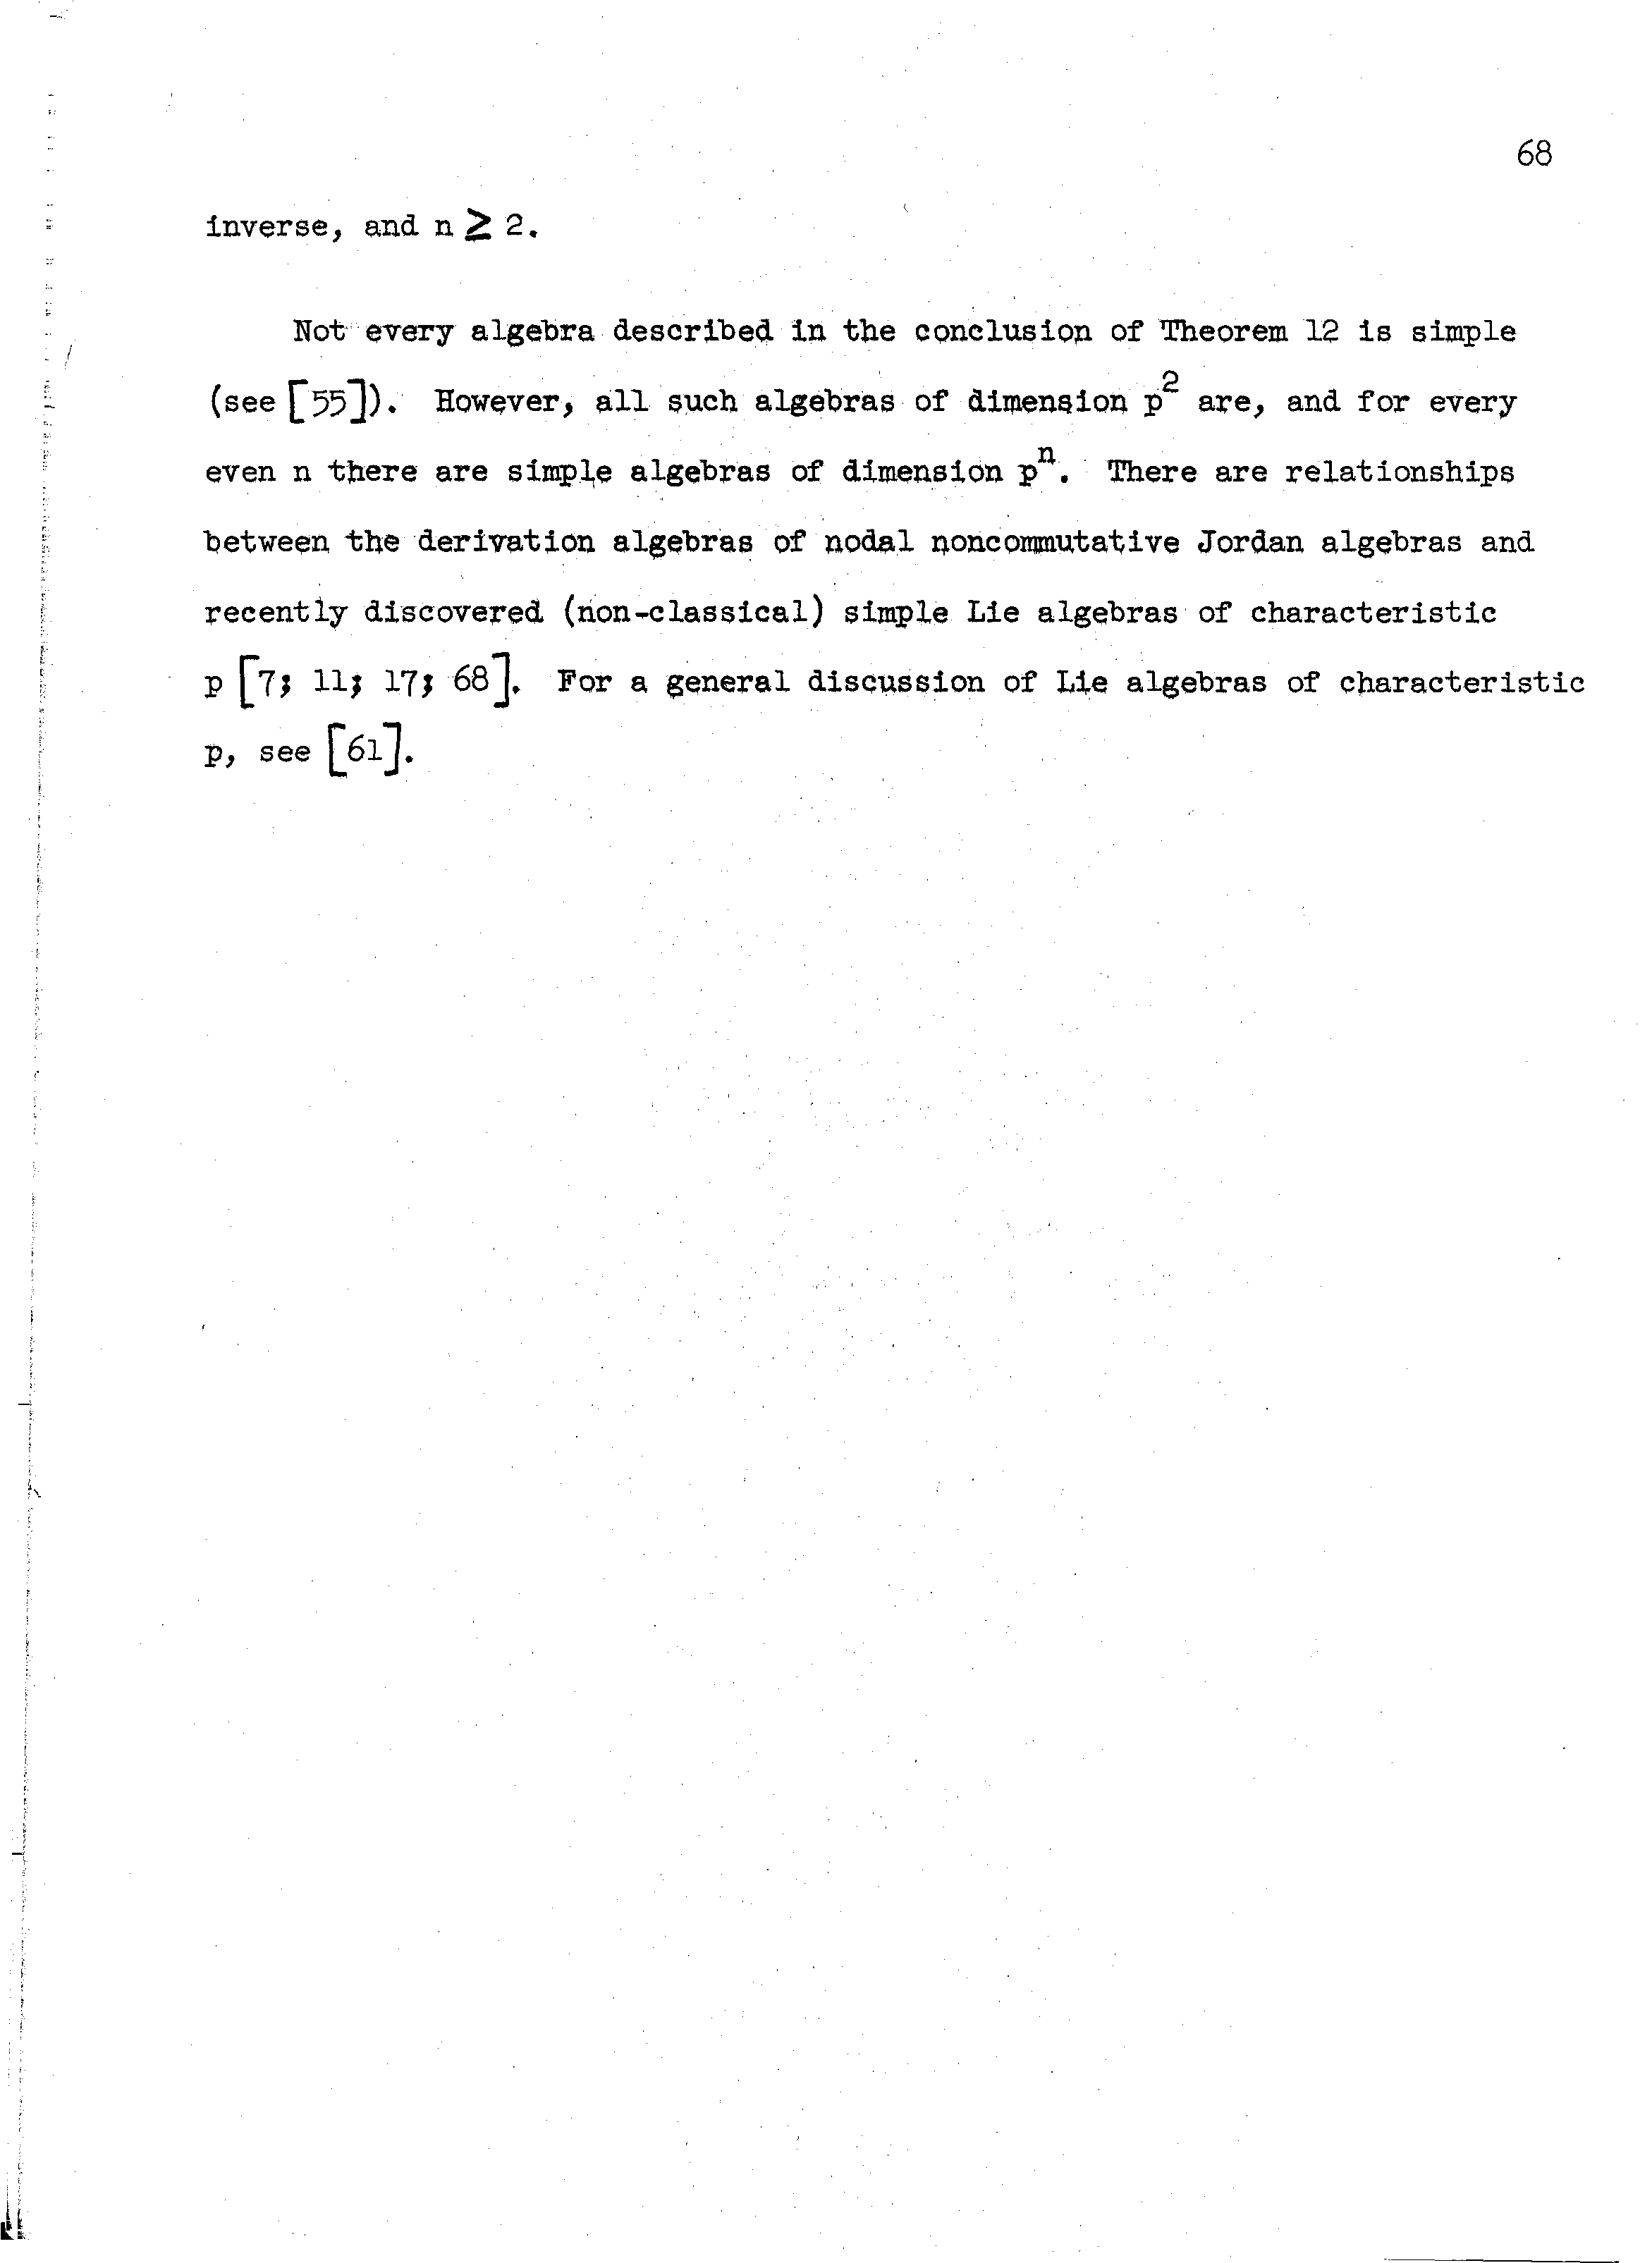 68
inverse, and n ≥ 2.
Not every algebra described in the conclusion of Theorem 12 is simple
(see [55]). However, all such algebras of dimension p² are, and for every
even n there are simple algebras of dimension pⁿ. There are relationships
between the derivation algebras of nodal noncommutative Jordan algebras and
recently discovered (non-classical) simple Lie algebras of characteristic
p [7; 11; 17; 68]. For a general discussion of Lie algebras of characteristic
p, see [61].